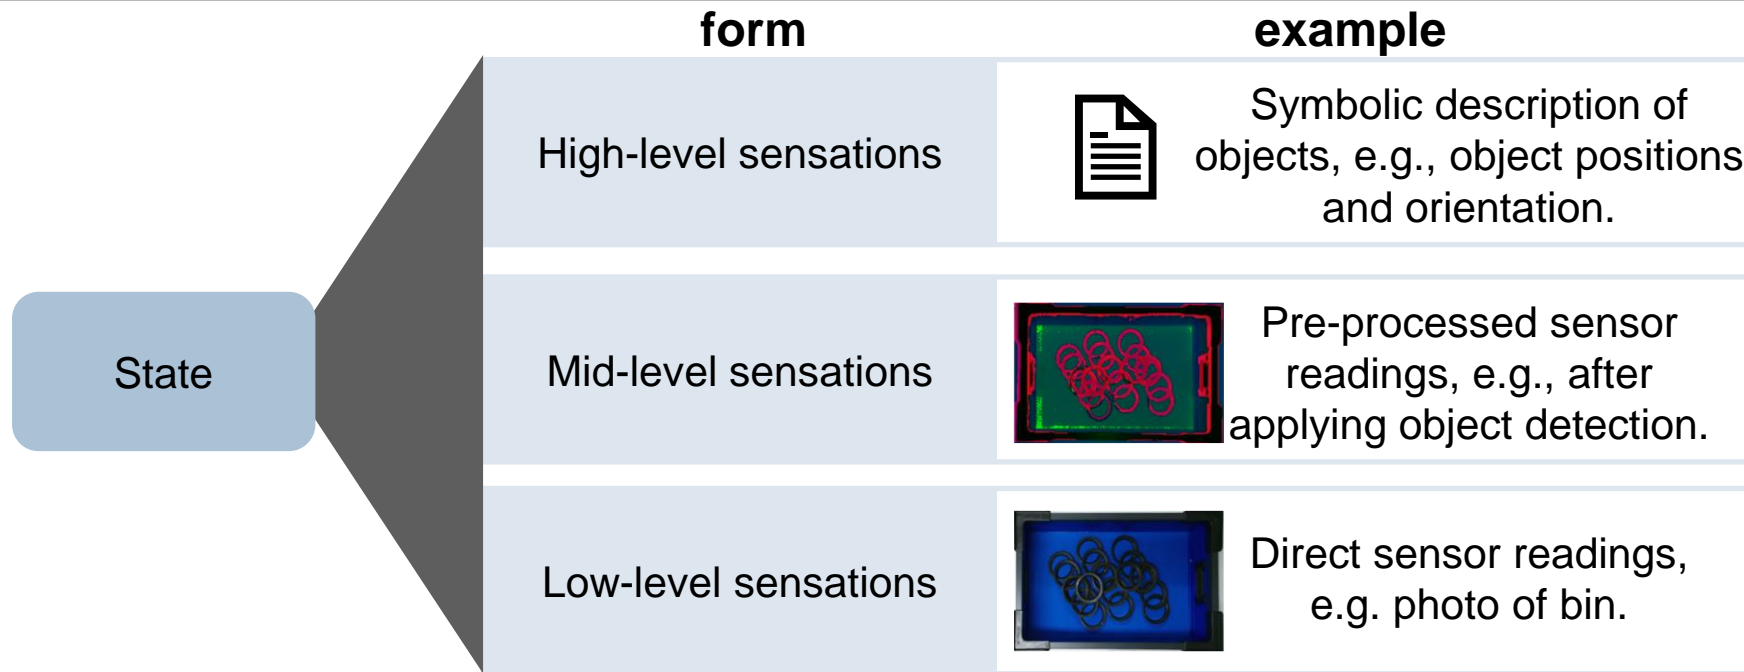 form
example
High-level sensations
Symbolic description of
objects, e.g., object positions
and orientation.
State
Mid-level sensations
Pre-processed sensor
readings, e.g., after
applying object detection.
Low-level sensations
Direct sensor readings,
e.g. photo of bin.